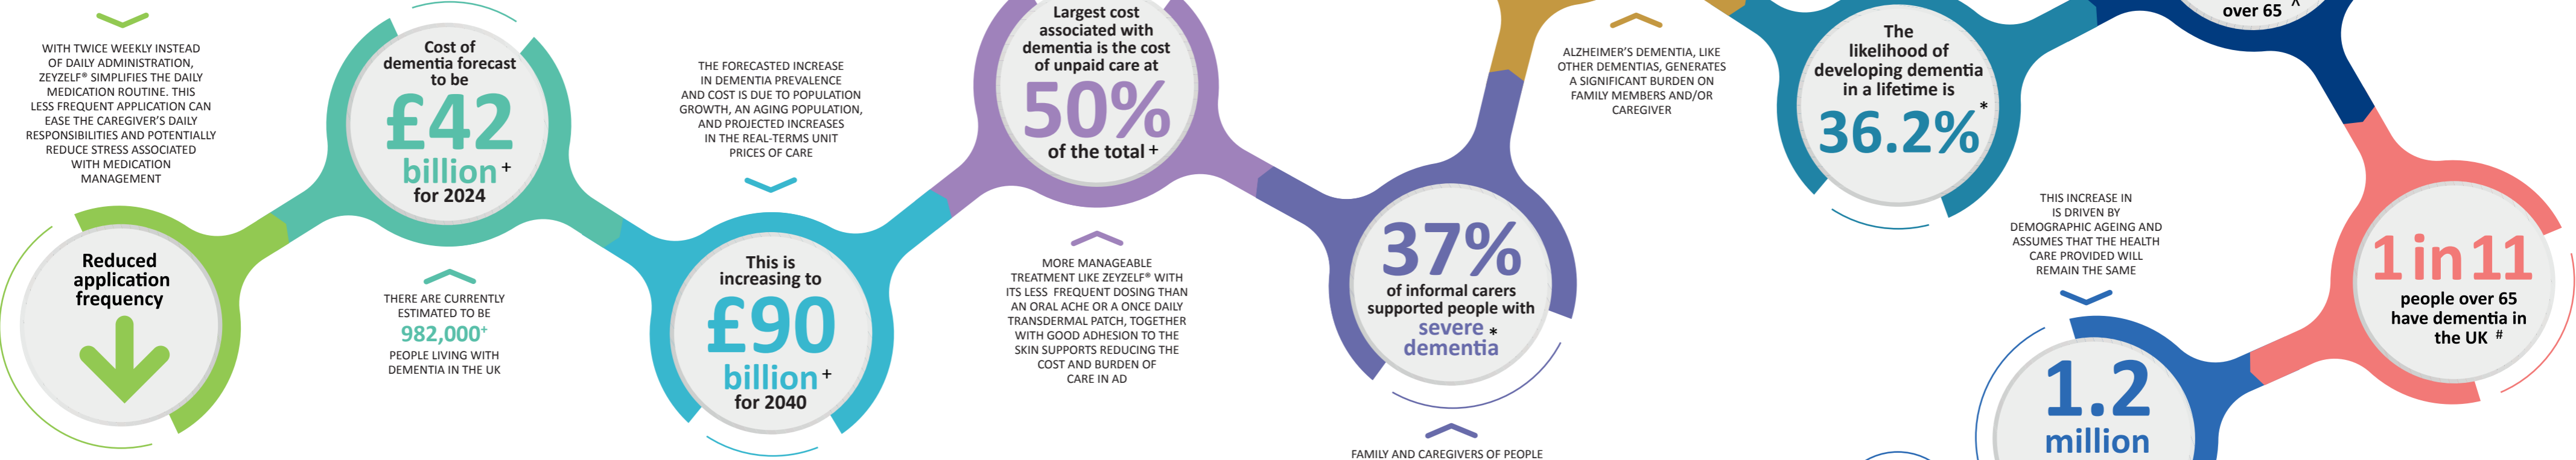 WITH TWICE WEEKLY INSTEAD
OF DAILY ADMINISTRATION,
ZEYZELF® SIMPLIFIES THE DAILY
MEDICATION ROUTINE. THIS
LESS FREQUENT APPLICATION CAN
EASE THE CAREGIVER'S DAILY
RESPONSIBILITIES AND POTENTIALLY
REDUCE STRESS ASSOCIATED
WITH MEDICATION
MANAGEMENT
Reduced
application
frequency
Cost of
dementia forecast
to be
£42
billion +
for 2024
THERE ARE CURRENTLY
ESTIMATED TO BE
982,000+
PEOPLE LIVING WITH
DEMENTIA IN THE UK
THE FORECASTED INCREASE
IN DEMENTIA PREVALENCE
AND COST IS DUE TO POPULATION
GROWTH, AN AGING POPULATION,
AND PROJECTED INCREASES
IN THE REAL-TERMS UNIT
PRICES OF CARE
This is
increasing to
£90
billion +
for 2040
Largest cost
associated with
dementia is the cost
of unpaid care at
50%
of the total +
MORE MANAGEABLE
TREATMENT LIKE ZEYZELF® WITH
ITS LESS FREQUENT DOSING THAN
AN ORAL ACHE OR A ONCE DAILY
TRANSDERMAL PATCH, TOGETHER
WITH GOOD ADHESION TO THE
SKIN SUPPORTS REDUCING THE
COST AND BURDEN OF
CARE IN AD
37%
of informal carers
supported people with
severe *
dementia
FAMILY AND CAREGIVERS OF PEOPLE
ALZHEIMER'S DEMENTIA, LIKE
OTHER DEMENTIAS, GENERATES
A SIGNIFICANT BURDEN ON
FAMILY MEMBERS AND/OR
CAREGIVER
The
likelihood of
developing dementia
in a lifetime is
36.2%*
over 65 ^
THIS INCREASE IN
IS DRIVEN BY
DEMOGRAPHIC AGEING AND
ASSUMES THAT THE HEALTH
CARE PROVIDED WILL
REMAIN THE SAME
1.2
million
1 in 11
people over 65
have dementia in
the UK #